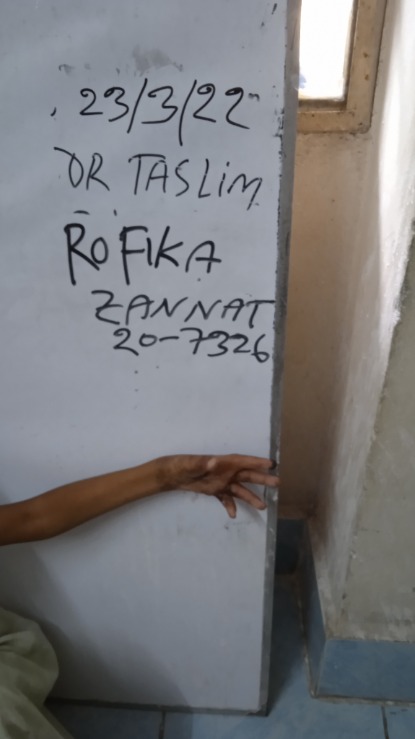 23/3/22
DR TASLIM
ROFIKA
ZANNAT
20-7326